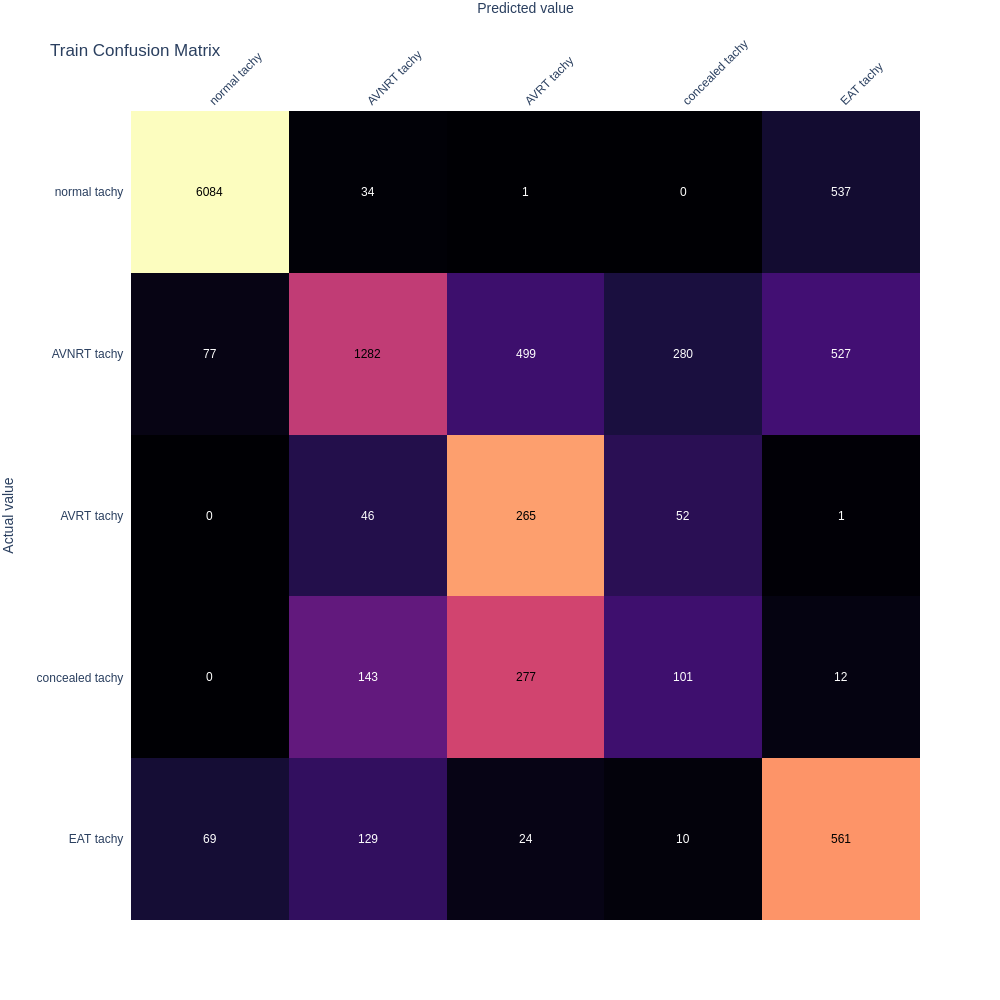 Predicted value
Train Confusion Matrix
normal tachy AVNRT tachy AVRT tachy concealed tachy EAT tachy
normal tachy 6084 34 1 0 537
AVNRT tachy 77 1282 499 280 527
Actual value
AVRT tachy 0 46 265 52 1
concealed tachy 0 143 277 101 12
EAT tachy 69 129 24 10 561